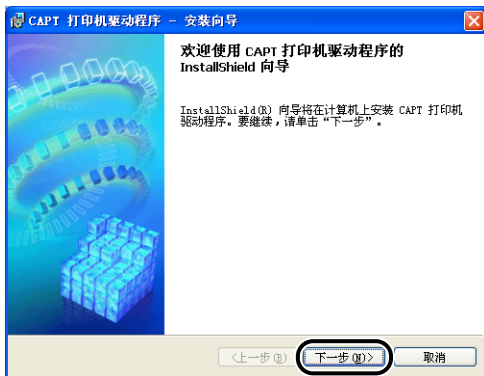 CAPT 打印机驱动程序 - 安装向导
欢迎使用 CAPT 打印机驱动程序的
InstallShield 向导
InstallShield(R) 向导将在计算机上安装 CAPT 打印机
驱动程序。要继续，请单击“下一步”。
<上一步(B) 下一步(N)> 取消